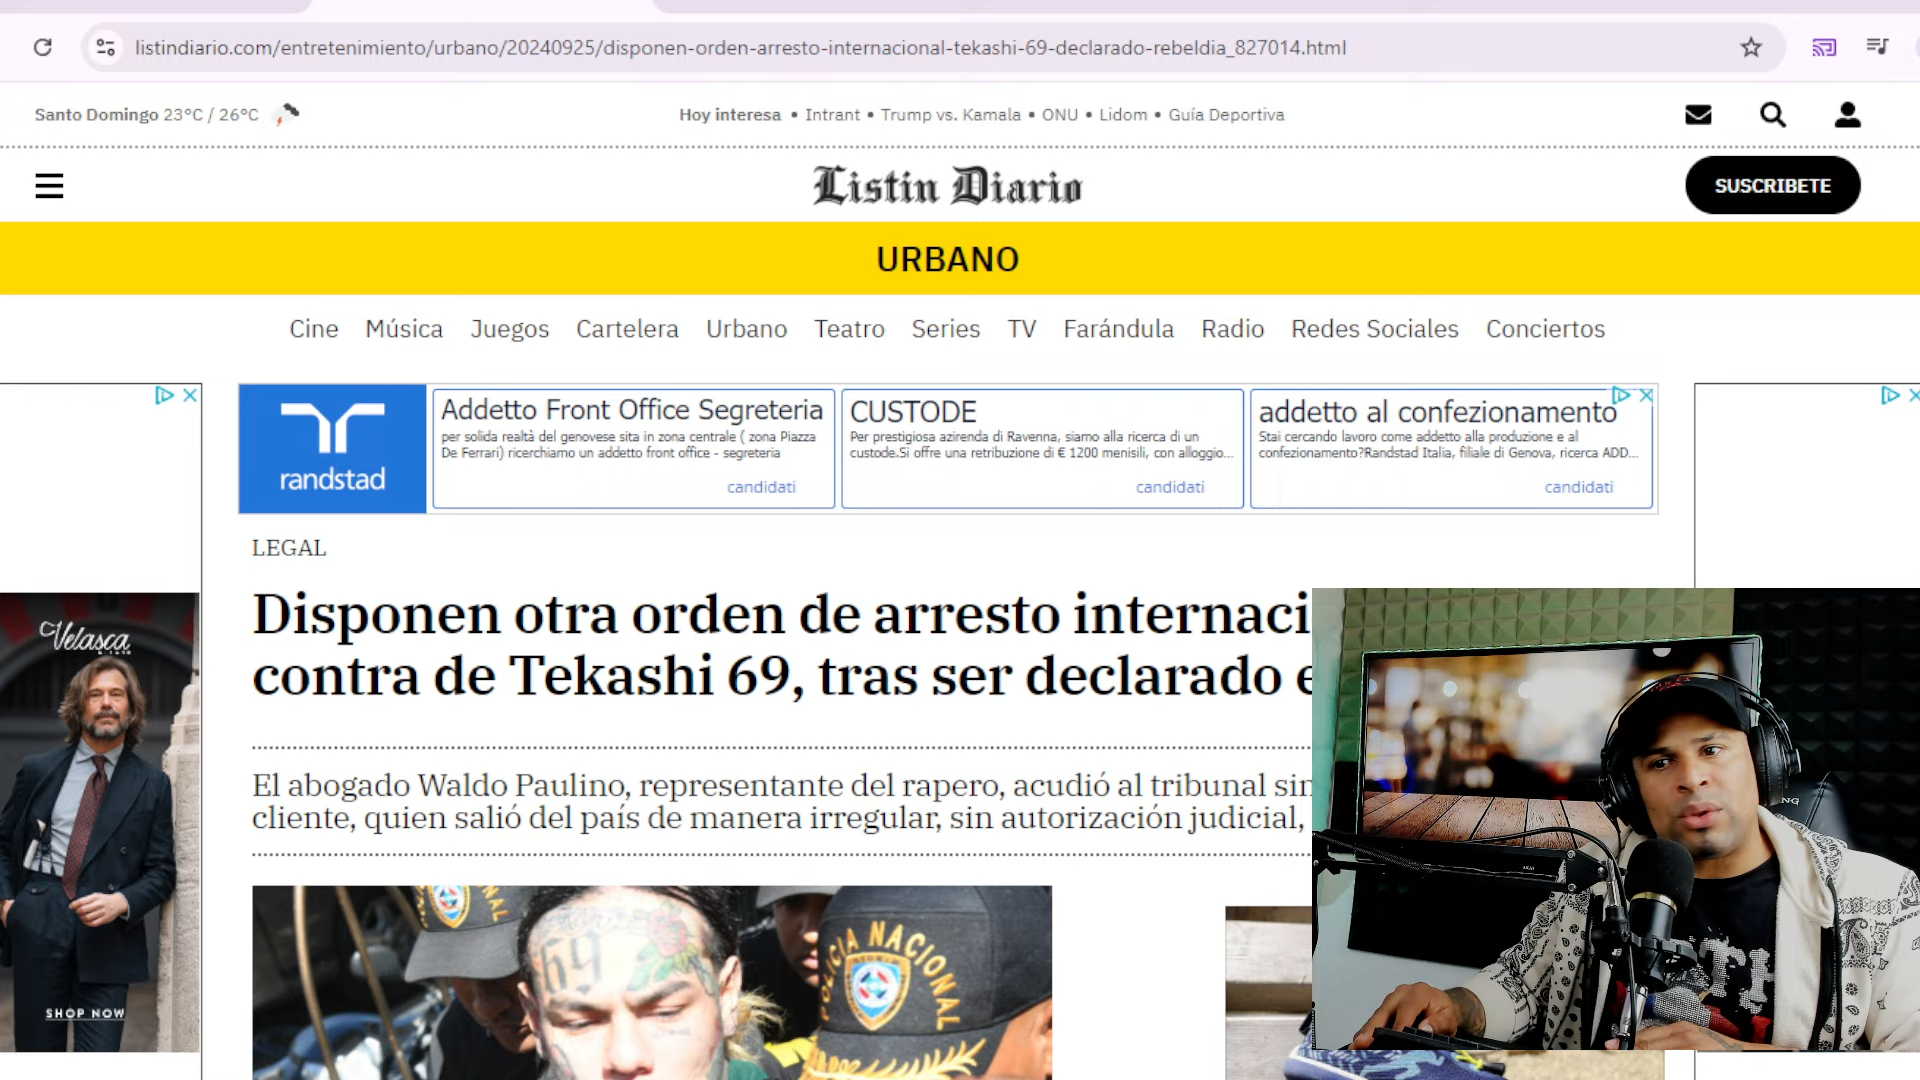 listindiario.com/entretenimiento/urbano/20240925/disponen-orden-arresto-internacional-tekashi-69-declarado-rebeldia_827014.html
Santo Domingo 23°C / 26°C
Hoy interesa • Intrant • Trump vs. Kamala • ONU • Lidom • Guía Deportiva
Listin Diario
SUSCRIBETE
URBANO
Cine Música Juegos Cartelera Urbano Teatro Series TV Farándula Radio Redes Sociales Conciertos
randstad
Addetto Front Office Segreteria
per solida realtà del genovese sita in zona centrale ( zona Piazza
De Ferrari) ricerchiamo un addetto front office - segreteria
candidati
CUSTODE
Per prestigiosa azirenda di Ravenna, siamo alla ricerca di un
custode.Si offre una retribuzione di € 1200 menisili, con alloggio...
candidati
addetto al confezionamento
Stai cercando lavoro come addetto alla produzione e al
confezionamento?Randstad Italia, filiale di Genova, ricerca ADD...
candidati
LEGAL
Disponen otra orden de arresto internaci
contra de Tekashi 69, tras ser declarado e
El abogado Waldo Paulino, representante del rapero, acudió al tribunal sin
cliente, quien salió del país de manera irregular, sin autorización judicial,
Velasca
SHOP NOW
69
POLICIA NACIONAL